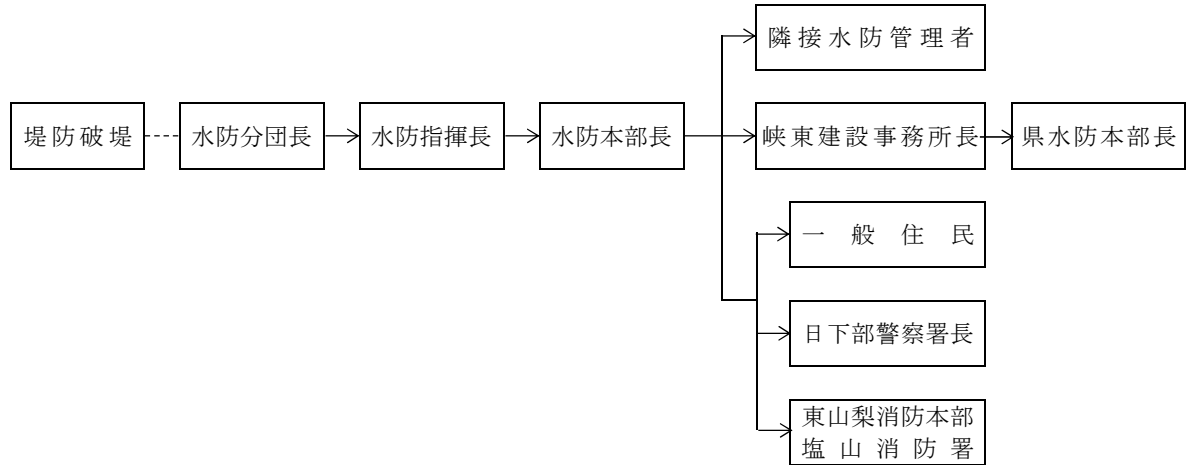 隣接水防管理者
堤防破堤
水防分団長
水防指揮長
水防本部長
峡東建設事務所長
県水防本部長
一般住民
日下部警察署長
東山梨消防本部
塩山消防署